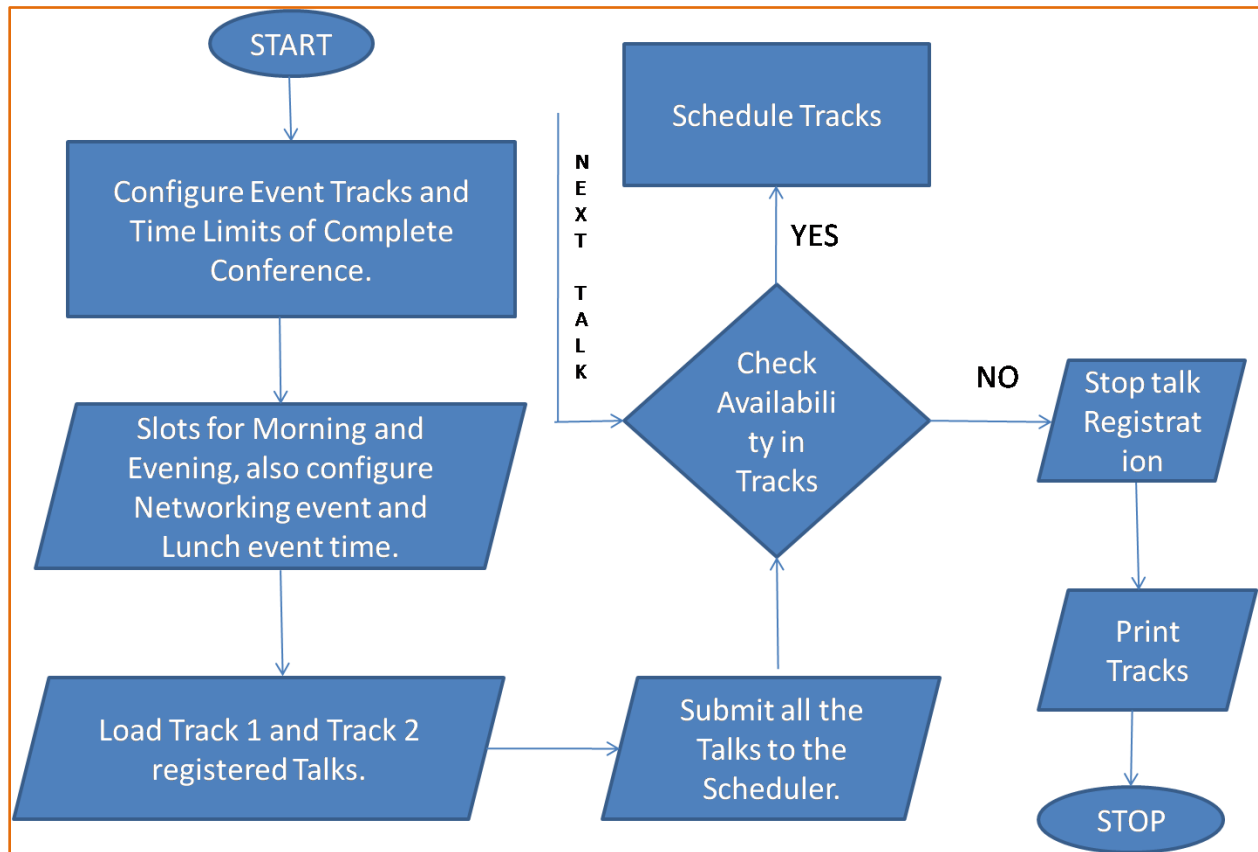 START
Configure Event Tracks and
Time Limits of Complete
Conference.
Slots for Morning and
Evening, also configure
Networking event and
Lunch event time.
Load Track 1 and Track 2
registered Talks.
Submit all the
Talks to the
Scheduler.
Check
Availabili
ty in
Tracks
YES
Schedule Tracks
NEXT TALK
NO
Stop talk
Registrat
ion
Print
Tracks
STOP